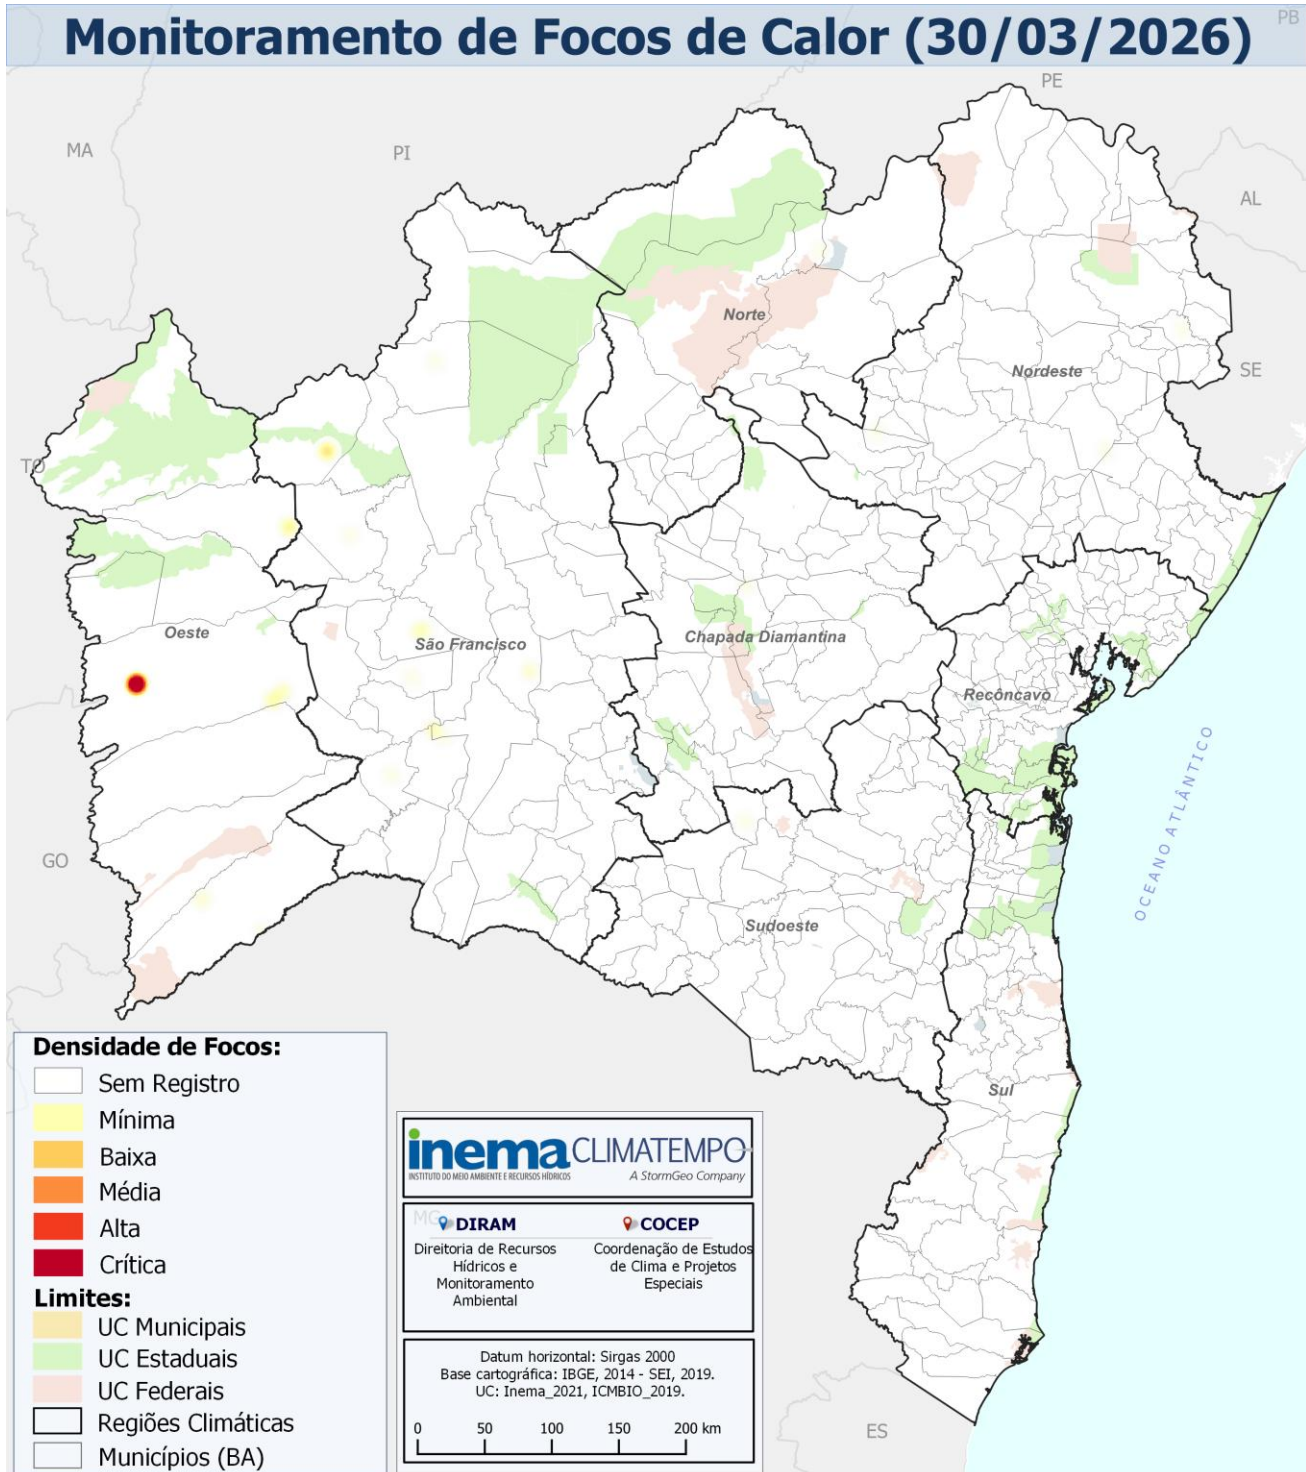 Monitoramento de Focos de Calor (30/03/2026)
PB
PE
MA
PI
AL
Norte
Nordeste
SE
TO
Oeste
São Francisco
Chapada Diamantina
Recôncavo
OCEANO ATLÂNTICO
GO
Sudoeste
Sul
Densidade de Focos:
Sem Registro
Mínima
Baixa
Média
Alta
Crítica
Limites:
UC Municipais
UC Estaduais
UC Federais
Regiões Climáticas
Municípios (BA)
inema
INSTITUTO DO MEIO AMBIENTE E RECURSOS HÍDRICOS
CLIMATEMPO
A StormGeo Company
MG
DIRAM
Direitoria de Recursos
Hídricos e
Monitoramento
Ambiental
COCEP
Coordenação de Estudos
de Clima e Projetos
Especiais
Datum horizontal: Sirgas 2000
Base cartográfica: IBGE, 2014 - SEI, 2019.
UC: Inema_2021, ICMBIO_2019.
0 50 100 150 200 km
ES